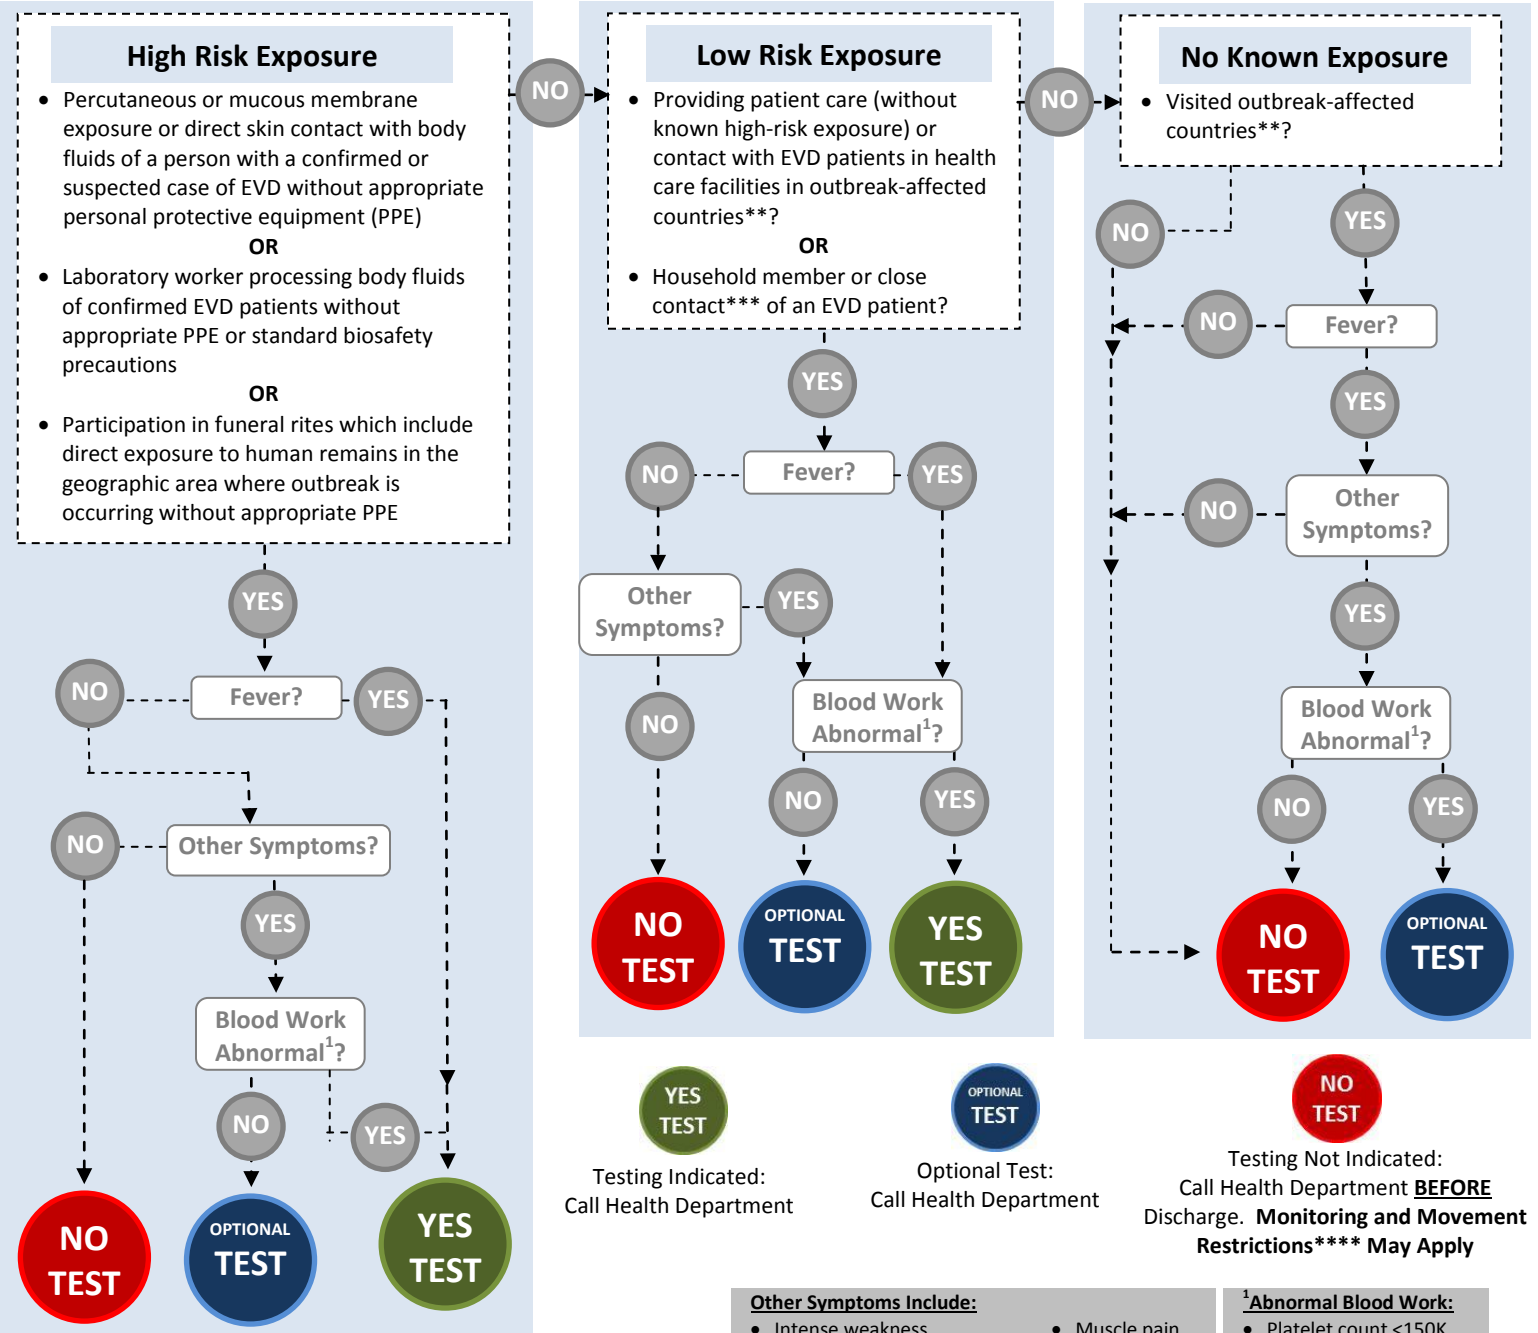 High Risk Exposure
• Percutaneous or mucous membrane
exposure or direct skin contact with body
fluids of a person with a confirmed or
suspected case of EVD without appropriate
personal protective equipment (PPE)
OR
• Laboratory worker processing body fluids
of confirmed EVD patients without
appropriate PPE or standard biosafety
precautions
OR
• Participation in funeral rites which include
direct exposure to human remains in the
geographic area where outbreak is
occurring without appropriate PPE
YES
NO
Fever?
YES
NO
Other Symptoms?
YES
Blood Work
Abnormal¹?
NO
YES
NO
TEST
OPTIONAL
TEST
YES
TEST
NO
Low Risk Exposure
• Providing patient care (without
known high-risk exposure) or
contact with EVD patients in health
care facilities in outbreak-affected
countries**?
OR
• Household member or close
contact*** of an EVD patient?
YES
NO
Fever?
YES
Other
Symptoms?
YES
NO
Blood Work
Abnormal¹?
NO
YES
NO
TEST
OPTIONAL
TEST
YES
TEST
NO
No Known Exposure
• Visited outbreak-affected
countries**?
NO
YES
NO
Fever?
YES
NO
Other
Symptoms?
YES
Blood Work
Abnormal¹?
NO
YES
NO
TEST
OPTIONAL
TEST
YES
TEST
Testing Indicated:
Call Health Department
OPTIONAL
TEST
Optional Test:
Call Health Department
NO
TEST
Testing Not Indicated:
Call Health Department BEFORE
Discharge. Monitoring and Movement
Restrictions**** May Apply
Other Symptoms Include:
• Intense weakness
• Muscle pain
¹Abnormal Blood Work:
• Platelet count <150K